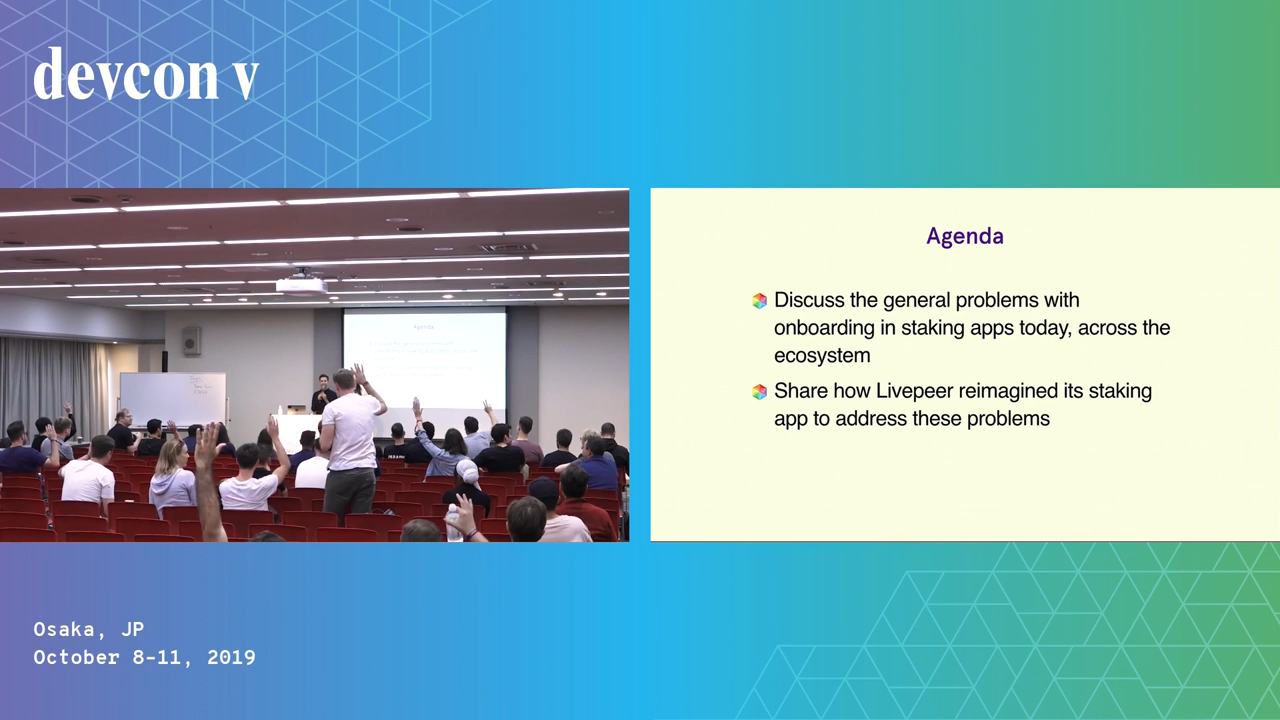 devcon v
Agenda
Agenda
Discuss the general problems with
onboarding in staking apps today, across the
ecosystem
Share how Livepeer reimagined its staking
app to address these problems
Osaka, JP
October 8-11, 2019